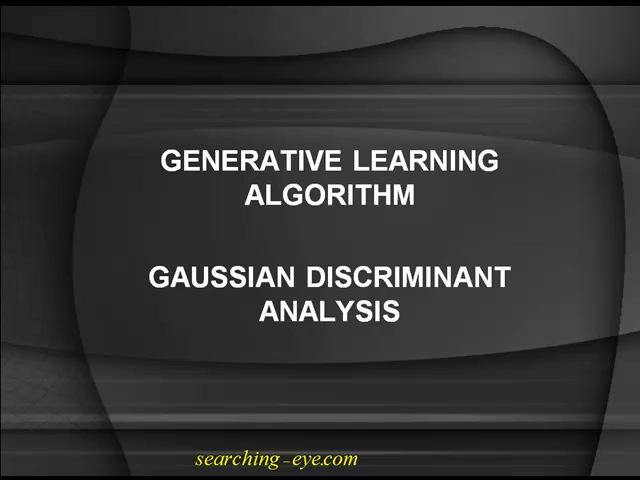 GENERATIVE LEARNING
ALGORITHM
GAUSSIAN DISCRIMINANT
ANALYSIS
searching-eye.com